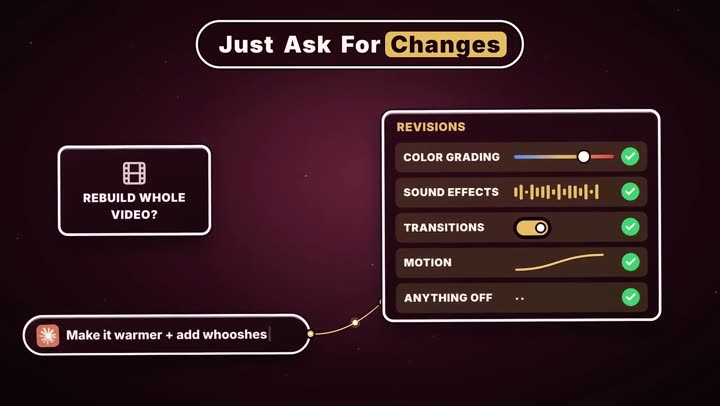 Just Ask For Changes
REVISIONS
COLOR GRADING
SOUND EFFECTS
TRANSITIONS
MOTION
ANYTHING OFF
REBUILD WHOLE
VIDEO?
Make it warmer + add whooshes